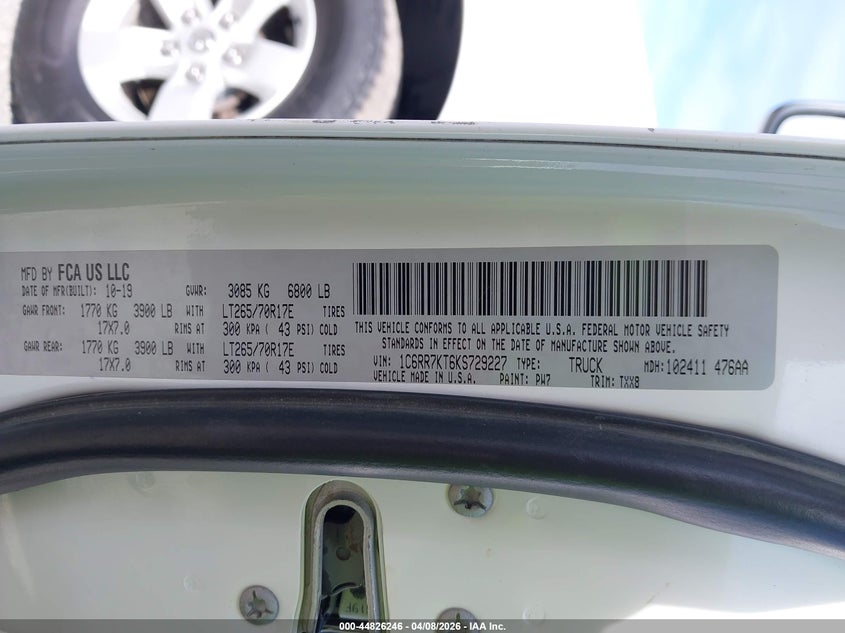 MFD BY FCA US LLC
DATE OF MFR(BUILT): 10-19 GVWR: 3085 KG 6800 LB
GAWR FRONT: 1770 KG 3900 LB WITH LT265/70R17E TIRES
17X7.0 RIMS AT 300 KPA ( 43 PSI) COLD
GAWR REAR: 1770 KG 3900 LB WITH LT265/70R17E TIRES
17X7.0 RIMS AT 300 KPA ( 43 PSI) COLD
THIS VEHICLE CONFORMS TO ALL APPLICABLE U.S.A. FEDERAL MOTOR VEHICLE SAFETY
STANDARDS IN EFFECT ON THE DATE OF MANUFACTURE SHOWN ABOVE.
VIN: 1C6RR7KT6KS729227 TYPE: TRUCK MDH:102411 476AA
VEHICLE MADE IN U.S.A. PAINT: PW7 TRIM: TXX8
000-44826246 - 04/08/2026 - IAA Inc.